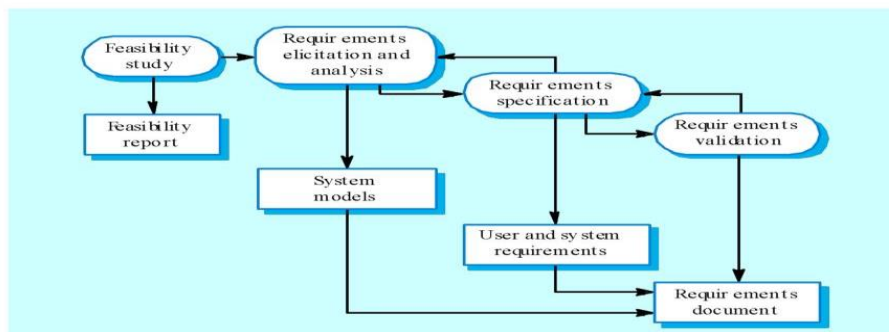 Feasibility
study
Requirements
elicitation and
analysis
Requirements
specification
Feasibility
report
Requirements
validation
System
models
User and system
requirements
Requirements
document